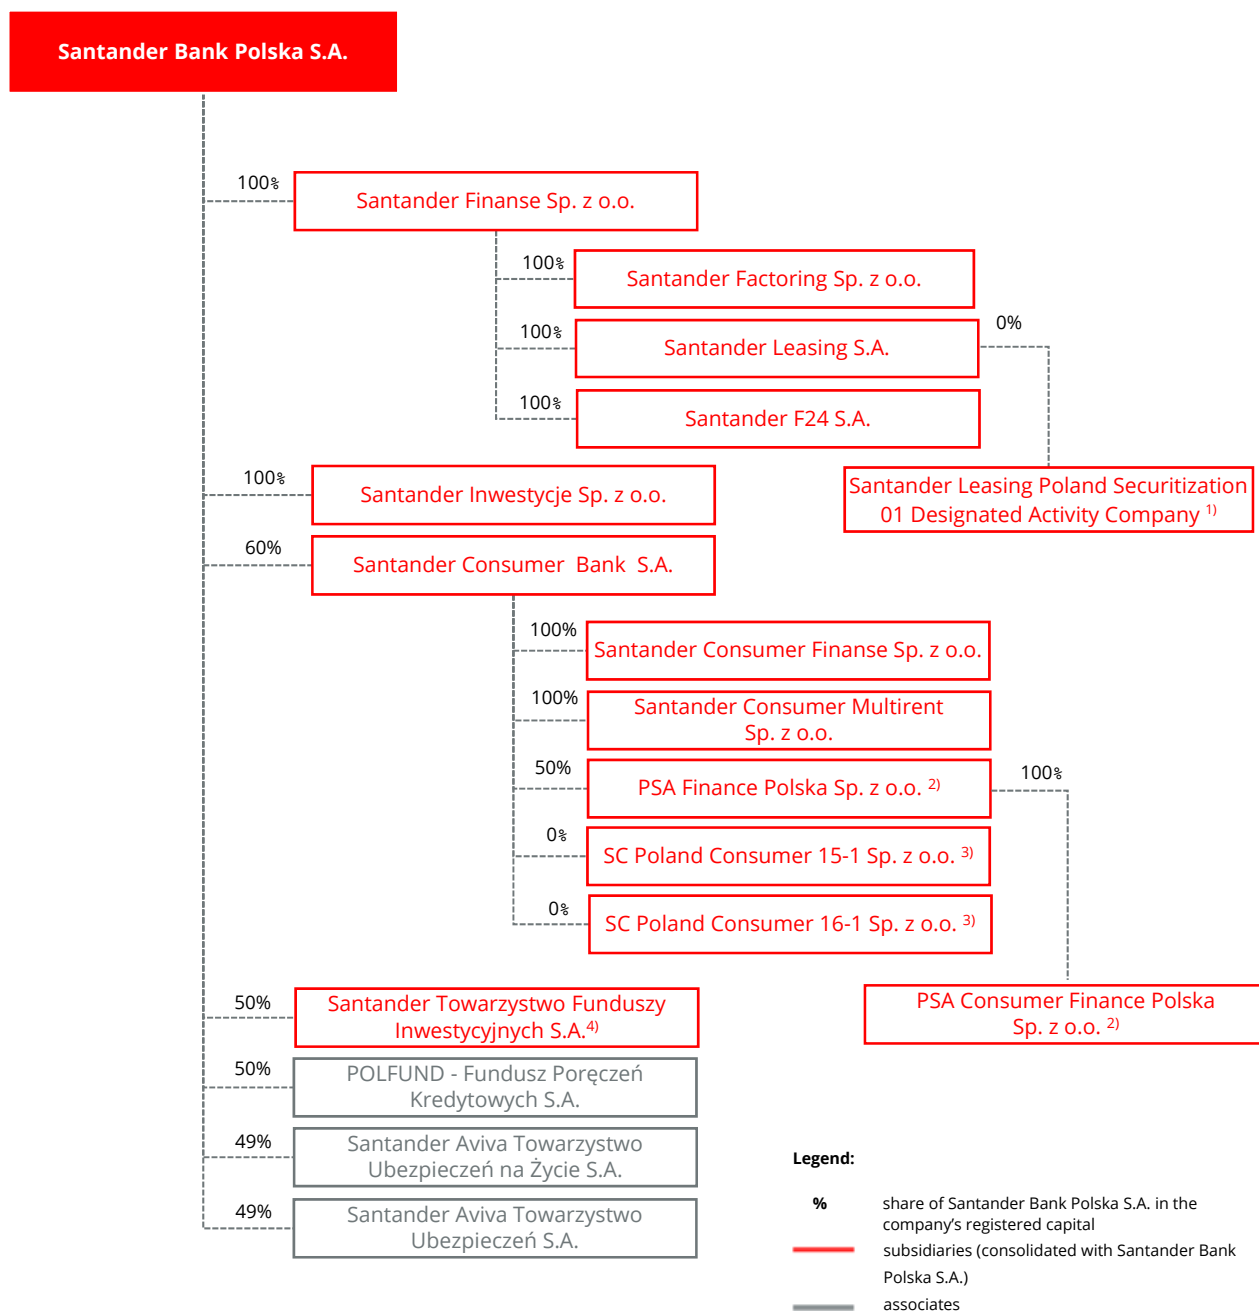 Santander Bank Polska S.A.
100%
Santander Finanse Sp. z o.o.
100%
Santander Factoring Sp. z o.o.
100%
Santander Leasing S.A.
0%
100%
Santander F24 S.A.
100%
Santander Inwestycje Sp. z o.o.
Santander Leasing Poland Securitization
01 Designated Activity Company 1)
60%
Santander Consumer Bank S.A.
100%
Santander Consumer Finanse Sp. z o.o.
100%
Santander Consumer Multirent
Sp. z o.o.
50%
PSA Finance Polska Sp. z o.o. 2)
100%
0%
SC Poland Consumer 15-1 Sp. z o.o. 3)
0%
SC Poland Consumer 16-1 Sp. z o.o. 3)
50%
Santander Towarzystwo Funduszy
Inwestycyjnych S.A.4)
PSA Consumer Finance Polska
Sp. z o.o. 2)
50%
POLFUND - Fundusz Poręczeń
Kredytowych S.A.
49%
Santander Aviva Towarzystwo
Ubezpieczeń na Życie S.A.
49%
Santander Aviva Towarzystwo
Ubezpieczeń S.A.
Legend:
% share of Santander Bank Polska S.A. in the
company's registered capital
subsidiaries (consolidated with Santander Bank
Polska S.A.)
associates